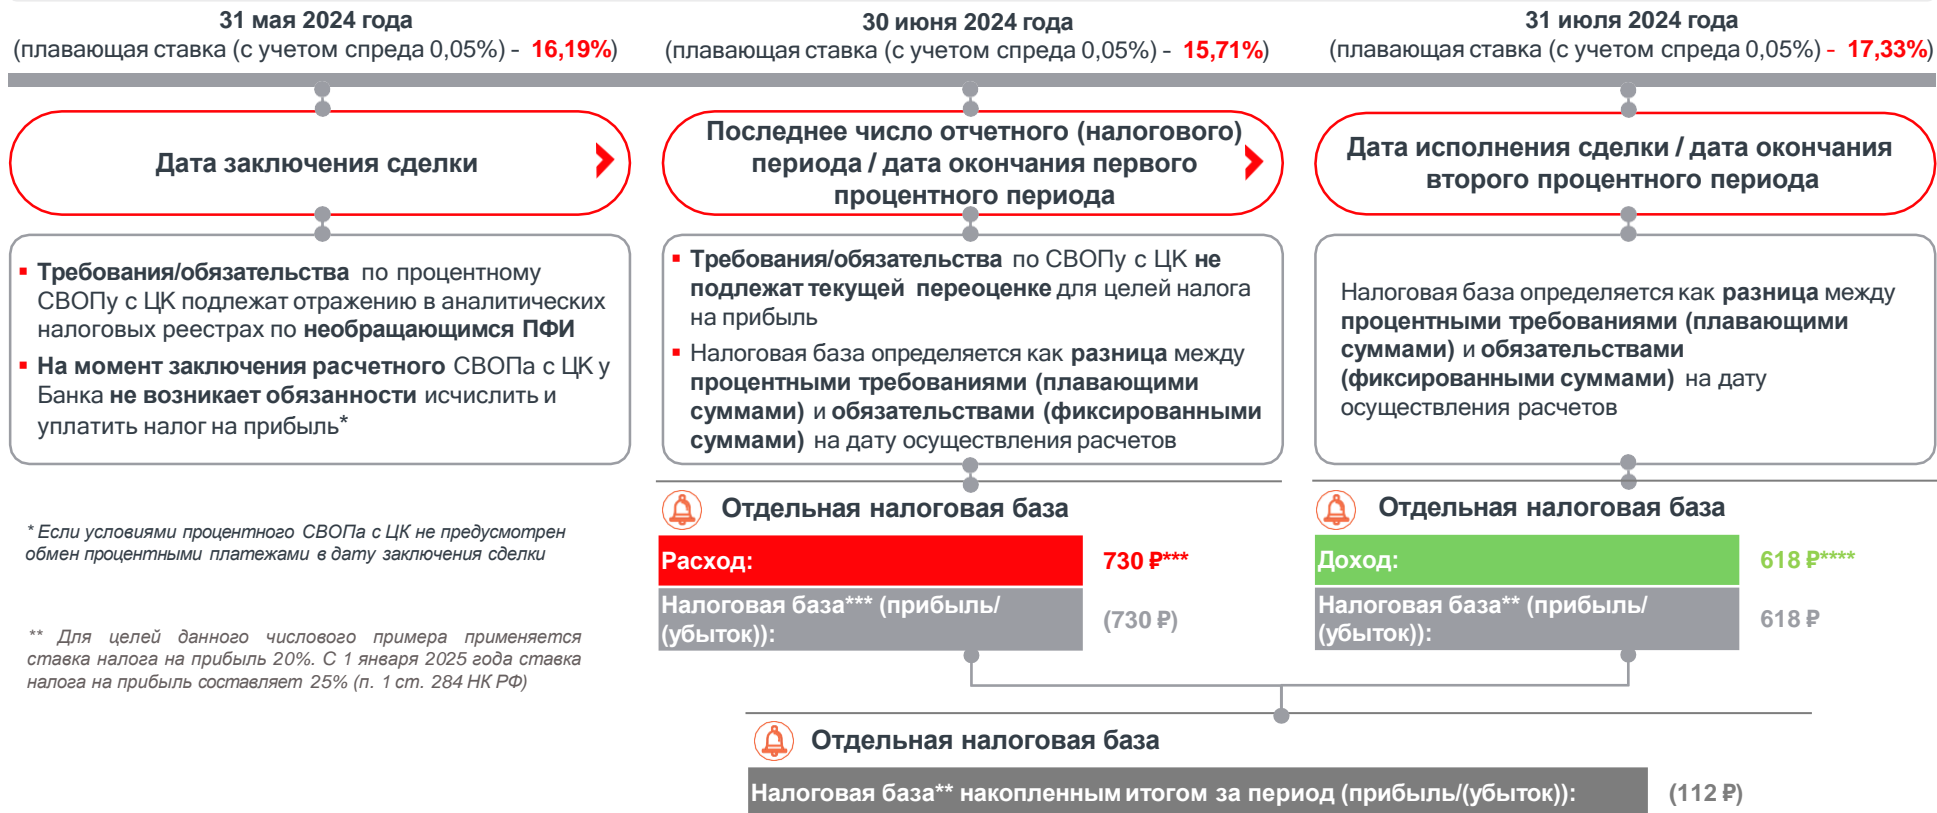 31 мая 2024 года
(плавающая ставка (с учетом спреда 0,05%) - 16,19%)
30 июня 2024 года
(плавающая ставка (с учетом спреда 0,05%) - 15,71%)
31 июля 2024 года
(плавающая ставка (с учетом спреда 0,05%) - 17,33%)
Дата заключения сделки
Последнее число отчетного (налогового)
периода / дата окончания первого
процентного периода
Дата исполнения сделки / дата окончания
второго процентного периода
▪ Требования/обязательства по процентному
СВОПу с ЦК подлежат отражению в аналитических
налоговых реестрах по необращающимся ПФИ
▪ На момент заключения расчетного СВОПа с ЦК у
Банка не возникает обязанности исчислить и
уплатить налог на прибыль*
▪ Требования/обязательства по СВОПу с ЦК не
подлежат текущей переоценке для целей налога
на прибыль
▪ Налоговая база определяется как разница между
процентными требованиями (плавающими
суммами) и обязательствами (фиксированными
суммами) на дату осуществления расчетов
Налоговая база определяется как разница между
процентными требованиями (плавающими
суммами) и обязательствами
(фиксированными суммами) на дату
осуществления расчетов
* Если условиями процентного СВОПа с ЦК не предусмотрен
обмен процентными платежами в дату заключения сделки
** Для целей данного числового примера применяется
ставка налога на прибыль 20%. С 1 января 2025 года ставка
налога на прибыль составляет 25% (п. 1 ст. 284 НК РФ)
Отдельная налоговая база
Расход: 730 ₽***
Налоговая база*** (прибыль/
(убыток)): (730 ₽)
Отдельная налоговая база
Доход: 618 ₽****
Налоговая база** (прибыль/
(убыток)): 618 ₽
Отдельная налоговая база
Налоговая база** накопленным итогом за период (прибыль/(убыток)): (112 ₽)